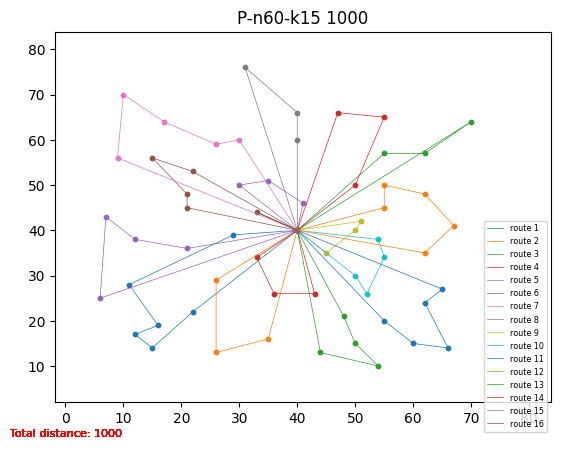 P-n60-k15 1000
80
70
60
50
40
30
20
10
0 10 20 30 40 50 60 70 80
route 1
route 2
route 3
route 4
route 5
route 6
route 7
route 8
route 9
route 10
route 11
route 12
route 13
route 14
route 15
route 16
Total distance: 1000